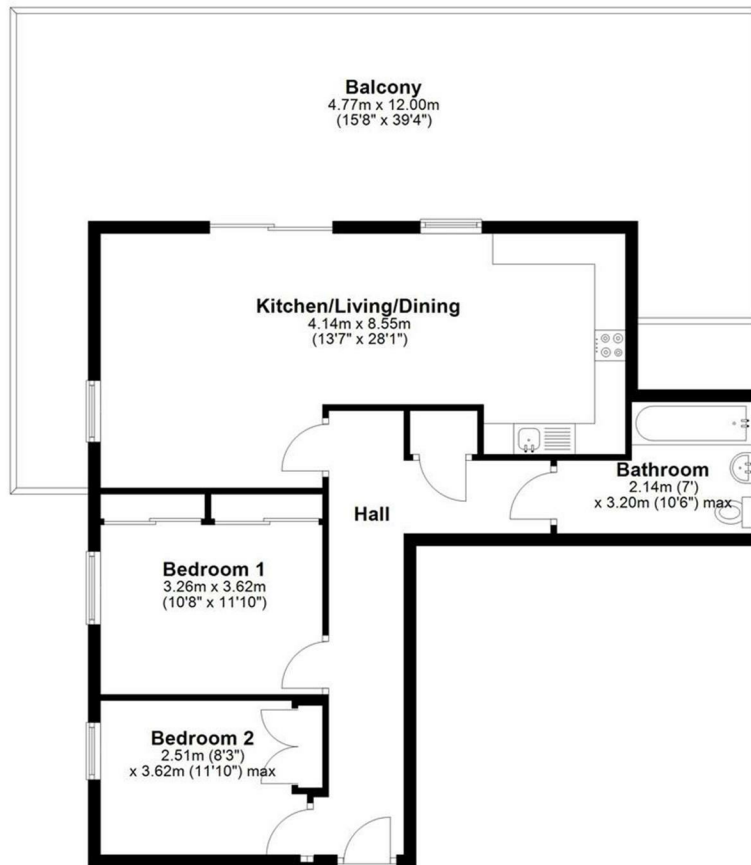 Balcony
4.77m x 12.00m
(15'8" x 39'4")
Kitchen/Living/Dining
4.14m x 8.55m
(13'7" x 28'1")
Bathroom
2.14m (7')
x 3.20m (10'6") max
Hall
Bedroom 1
3.26m x 3.62m
(10'8" x 11'10")
Bedroom 2
2.51m (8'3")
x 3.62m (11'10") max